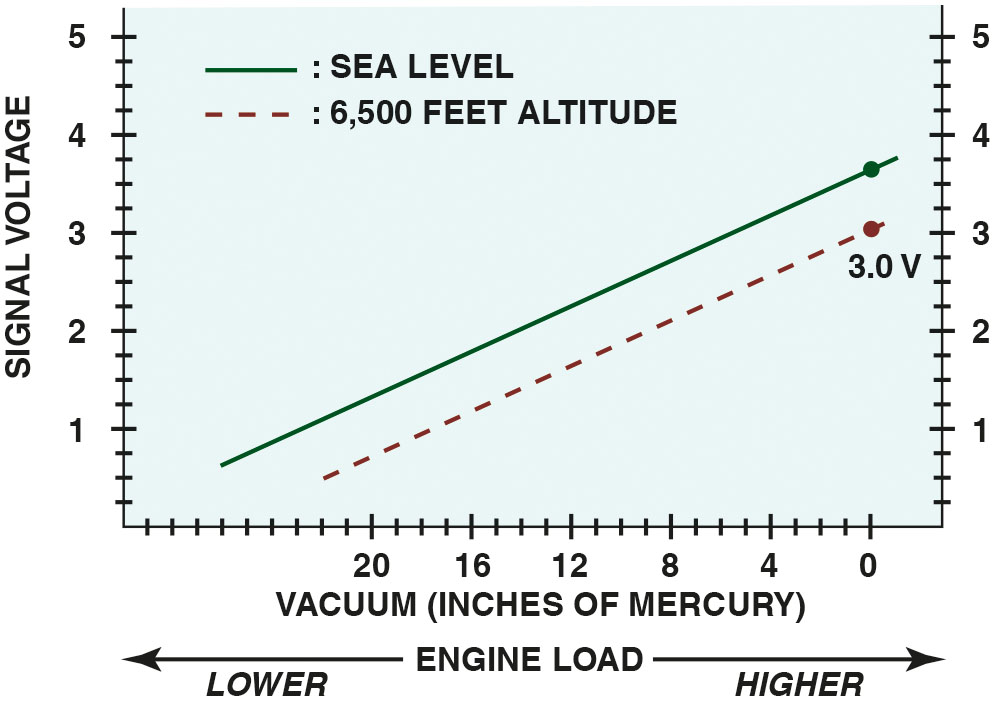 SIGNAL VOLTAGE
5
4
3
2
1
: SEA LEVEL
: 6,500 FEET ALTITUDE
3.0 V
5
4
3
2
1
20 16 12 8 4 0
VACUUM (INCHES OF MERCURY)
ENGINE LOAD
LOWER HIGHER